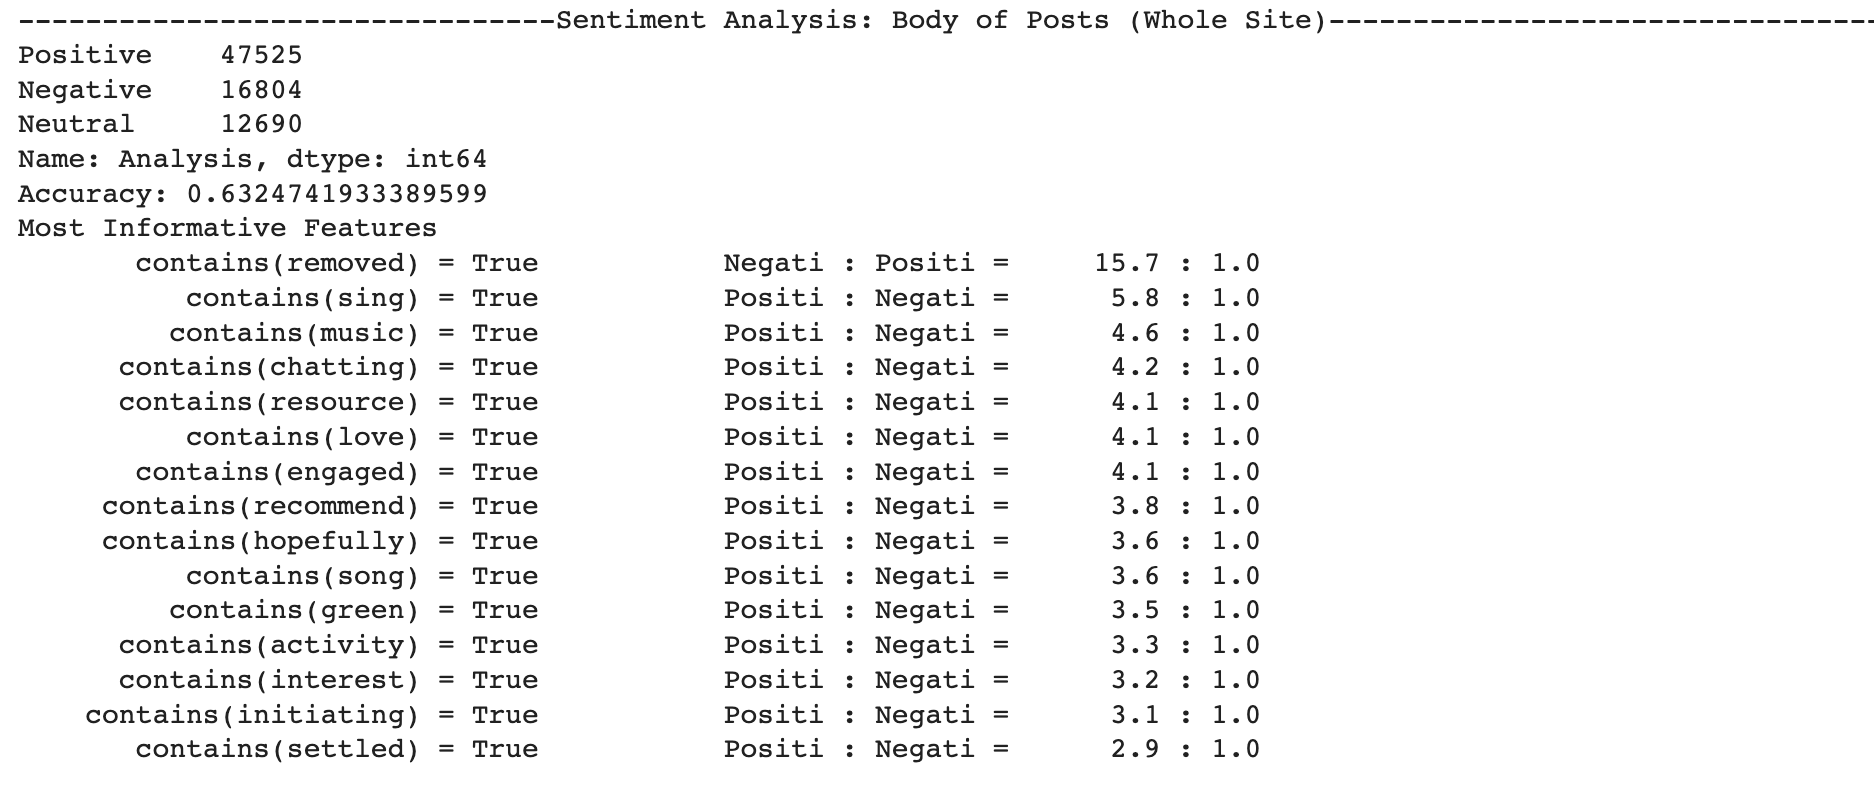 --------------------------------Sentiment Analysis: Body of Posts (Whole Site)---------------------------------
Positive    47525
Negative    16804
Neutral     12690
Name: Analysis, dtype: int64
Accuracy: 0.6324741933389599
Most Informative Features
       contains(removed) = True           Negati : Positi =     15.7 : 1.0
          contains(sing) = True           Positi : Negati =      5.8 : 1.0
         contains(music) = True           Positi : Negati =      4.6 : 1.0
      contains(chatting) = True           Positi : Negati =      4.2 : 1.0
      contains(resource) = True           Positi : Negati =      4.1 : 1.0
          contains(love) = True           Positi : Negati =      4.1 : 1.0
       contains(engaged) = True           Positi : Negati =      4.1 : 1.0
     contains(recommend) = True           Positi : Negati =      3.8 : 1.0
     contains(hopefully) = True           Positi : Negati =      3.6 : 1.0
          contains(song) = True           Positi : Negati =      3.6 : 1.0
         contains(green) = True           Positi : Negati =      3.5 : 1.0
      contains(activity) = True           Positi : Negati =      3.3 : 1.0
      contains(interest) = True           Positi : Negati =      3.2 : 1.0
    contains(initiating) = True           Positi : Negati =      3.1 : 1.0
       contains(settled) = True           Positi : Negati =      2.9 : 1.0